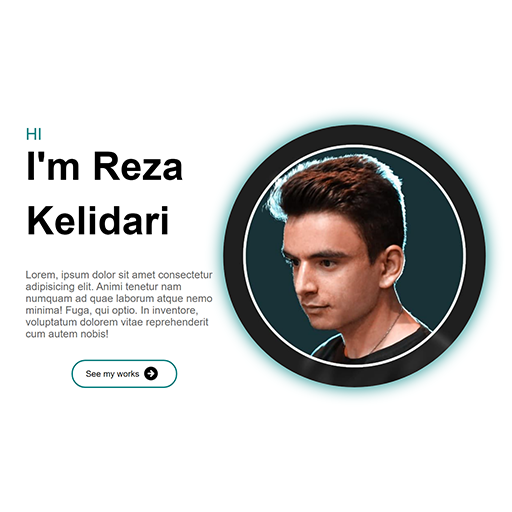 HI
I'm Reza
Kelidari
Lorem, ipsum dolor sit amet consectetur
adipisicing elit. Animi tenetur nam
numquam ad quae laborum atque nemo
minima! Fuga, qui optio. In inventore,
voluptatum dolorem vitae reprehenderit
cum autem nobis!
See my works